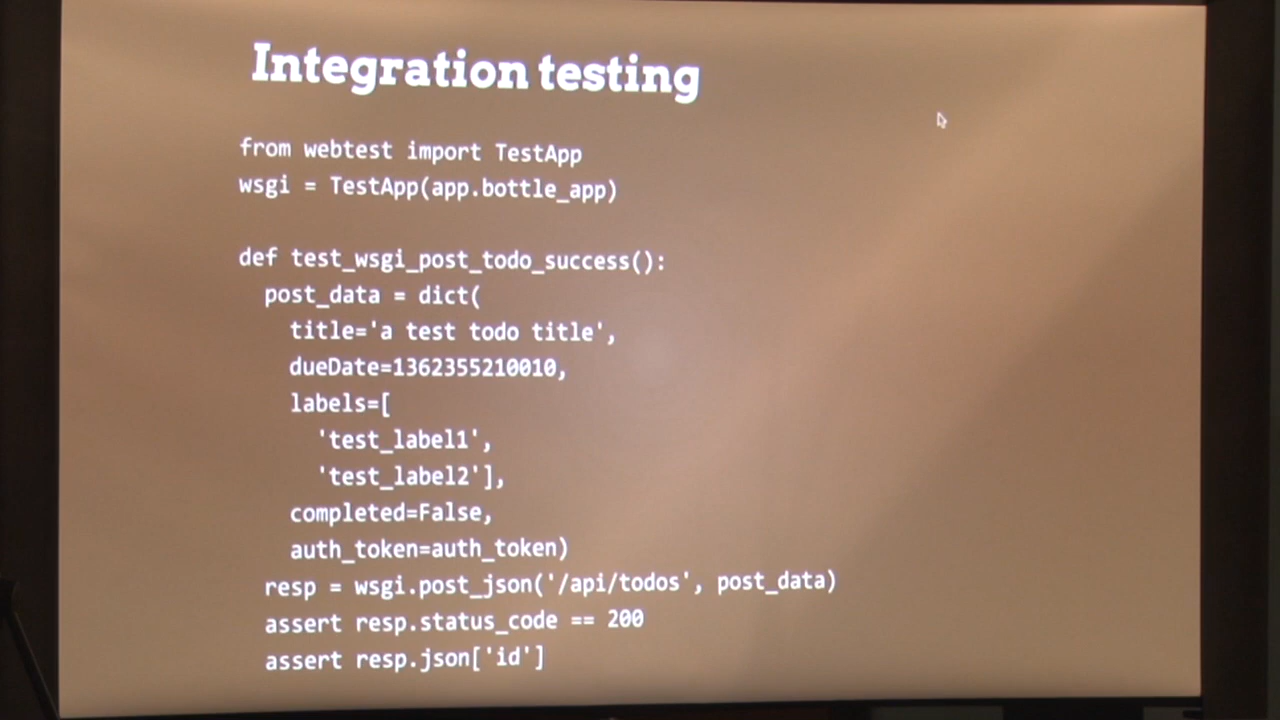 Integration testing
from webtest import TestApp
wsgi = TestApp(app.bottle_app)
def test_wsgi_post_todo_success():
post_data = dict(
title='a test todo title',
dueDate=1362355210010,
labels=[
'test_label1',
'test_label2'],
completed=False,
auth_token=auth_token)
resp = wsgi.post_json('/api/todos', post_data)
assert resp.status_code == 200
assert resp.json['id']